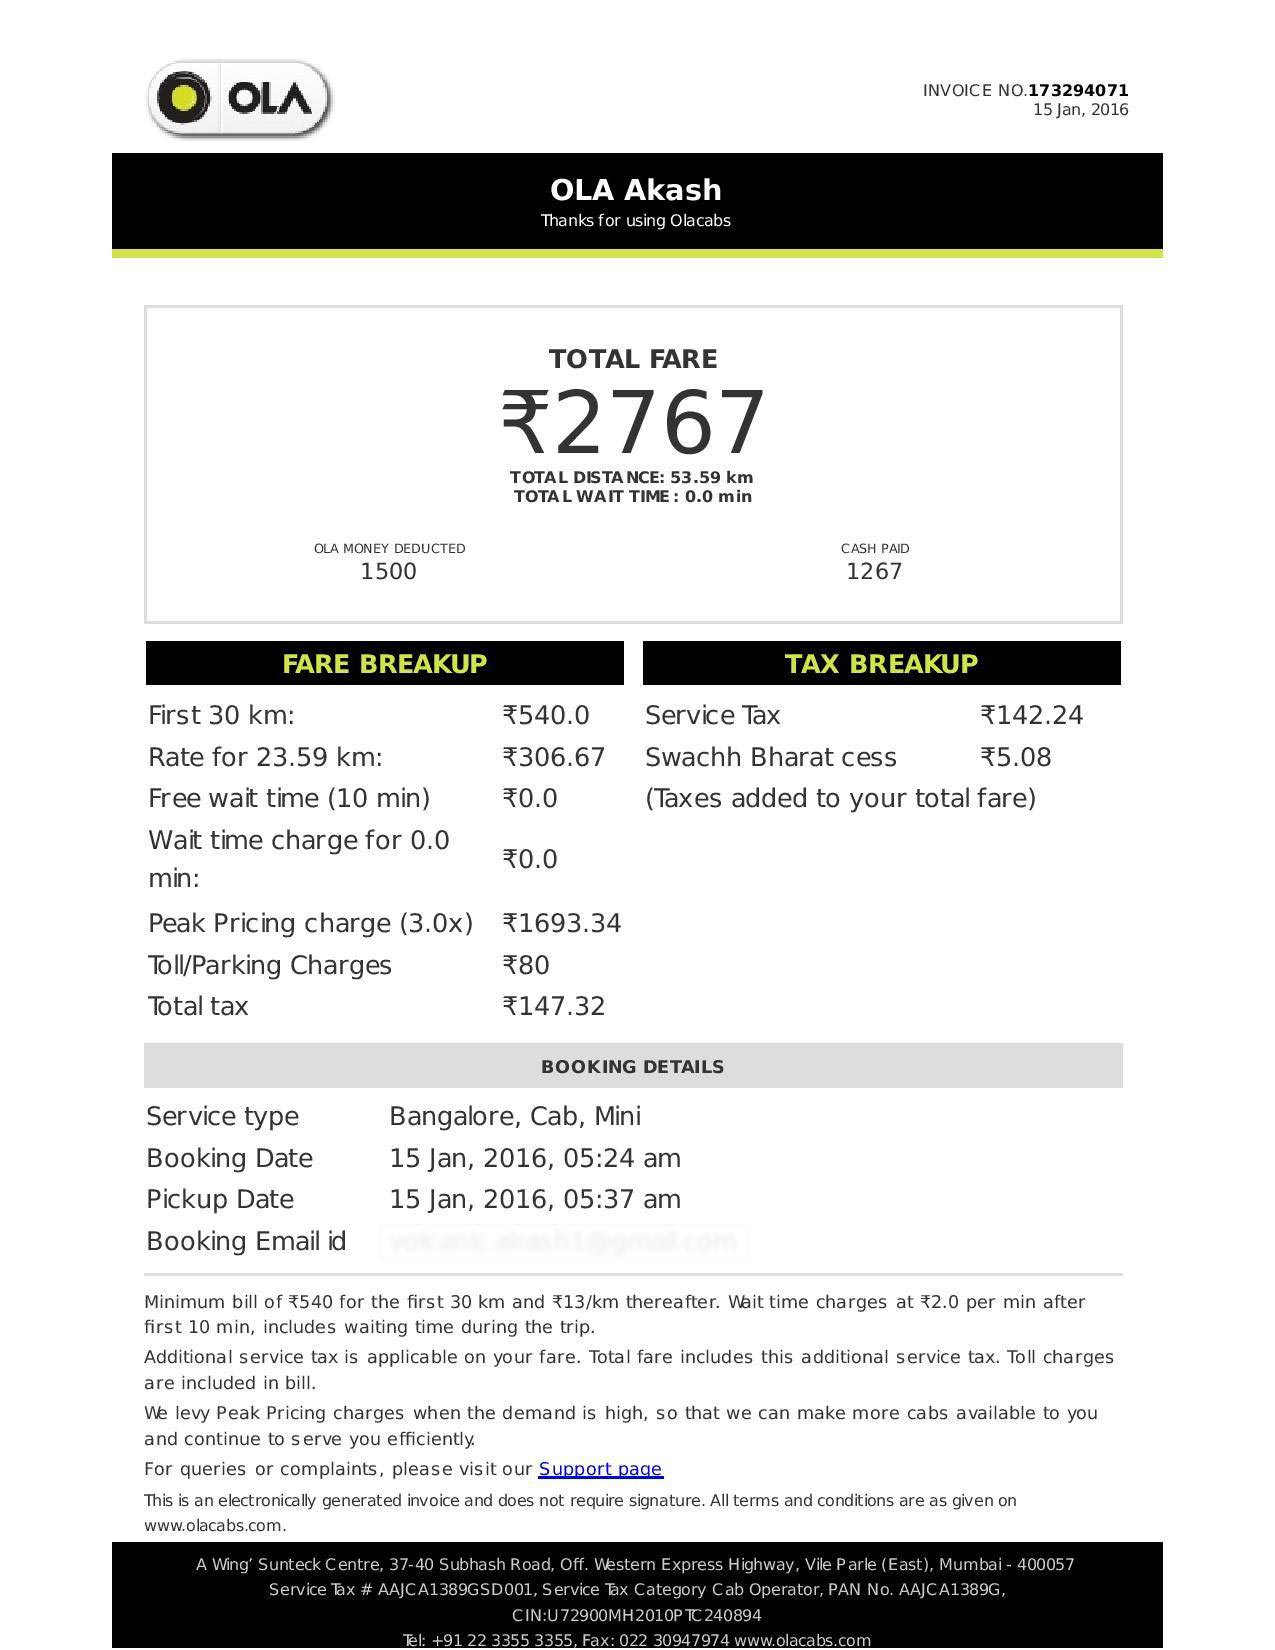 OLA
INVOICE NO.173294071
15 Jan, 2016
OLA Akash
Thanks for using Olacabs
TOTAL FARE
₹2767
TOTAL DISTANCE: 53.59 km
TOTAL WAIT TIME : 0.0 min
OLA MONEY DEDUCTED CASH PAID
1500 1267
FARE BREAKUP TAX BREAKUP
First 30 km: ₹540.0 Service Tax ₹142.24
Rate for 23.59 km: ₹306.67 Swachh Bharat cess ₹5.08
Free wait time (10 min) ₹0.0 (Taxes added to your total fare)
Wait time charge for 0.0
min: ₹0.0
Peak Pricing charge (3.0x) ₹1693.34
Toll/Parking Charges ₹80
Total tax ₹147.32
BOOKING DETAILS
Service type Bangalore, Cab, Mini
Booking Date 15 Jan, 2016, 05:24 am
Pickup Date 15 Jan, 2016, 05:37 am
Booking Email id
Minimum bill of ₹540 for the first 30 km and ₹13/km thereafter. Wait time charges at ₹2.0 per min after
first 10 min, includes waiting time during the trip.
Additional service tax is applicable on your fare. Total fare includes this additional service tax. Toll charges
are included in bill.
We levy Peak Pricing charges when the demand is high, so that we can make more cabs available to you
and continue to serve you efficiently.
For queries or complaints, please visit our Support page
This is an electronically generated invoice and does not require signature. All terms and conditions are as given on
www.olacabs.com.
A Wing’ Sunteck Centre, 37-40 Subhash Road, Off. Western Express Highway, Vile Parle (East), Mumbai - 400057
Service Tax # AAJCA1389GSD001, Service Tax Category Cab Operator, PAN No. AAJCA1389G,
CIN:U72900MH2010PTC240894
Tel: +91 22 3355 3355, Fax: 022 30947974 www.olacabs.com